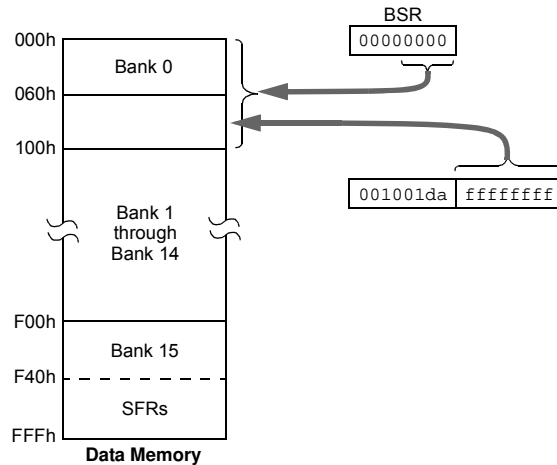 BSR
000h
00000000
Bank 0
060h
100h
001001da ffffffff
Bank 1
through
Bank 14
F00h
Bank 15
F40h
SFRs
FFFh
Data Memory